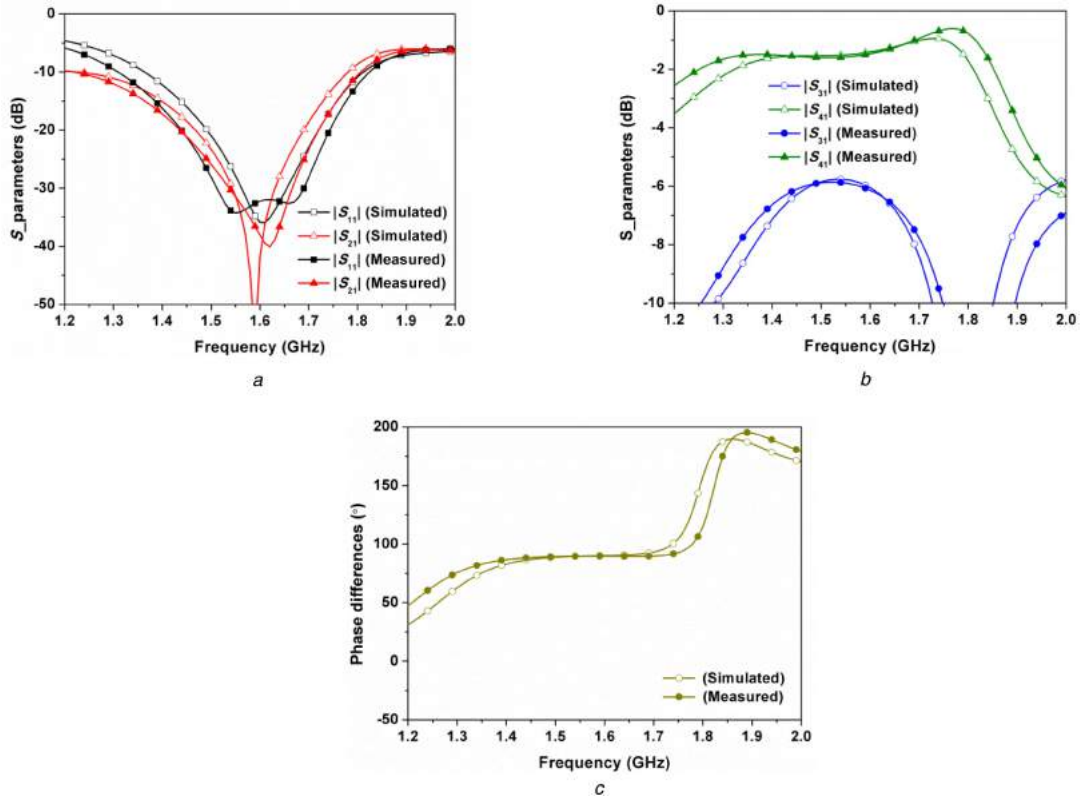 0
-10
-20
-30
-40
-50
S_parameters (dB)
|S11| (Simulated)
|S21| (Simulated)
|S11| (Measured)
|S21| (Measured)
1.2 1.3 1.4 1.5 1.6 1.7 1.8 1.9 2.0
Frequency (GHz)
a
0
-2
-4
-6
-8
-10
S_parameters (dB)
|S31| (Simulated)
|S41| (Simulated)
|S31| (Measured)
|S41| (Measured)
1.2 1.3 1.4 1.5 1.6 1.7 1.8 1.9 2.0
Frequency (GHz)
b
200
150
100
50
0
-50
Phase differences (°)
(Simulated)
(Measured)
1.2 1.3 1.4 1.5 1.6 1.7 1.8 1.9 2.0
Frequency (GHz)
c